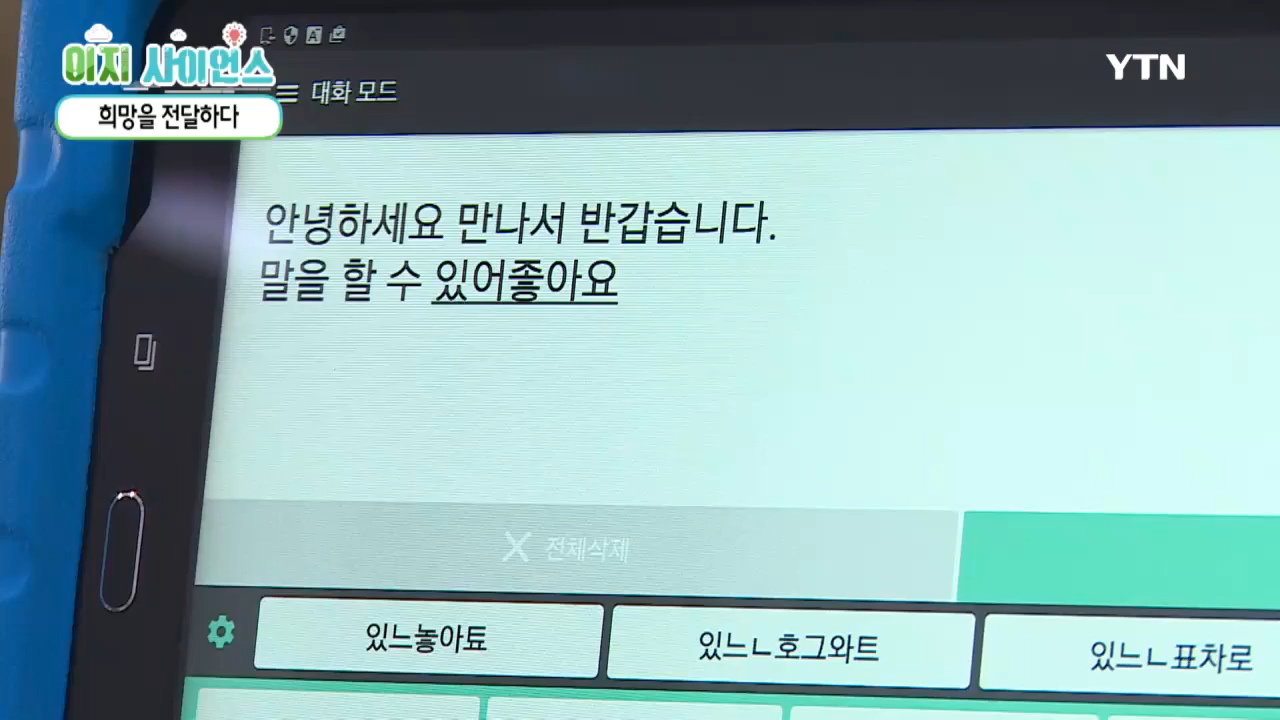 이지 사이언스
희망을 전달하다
YTN
대화 모드
안녕하세요 만나서 반갑습니다.
말을 할 수 있어좋아요
전체삭제
있느놓아툐
있느ㄴ호그와트
있느ㄴ표차로